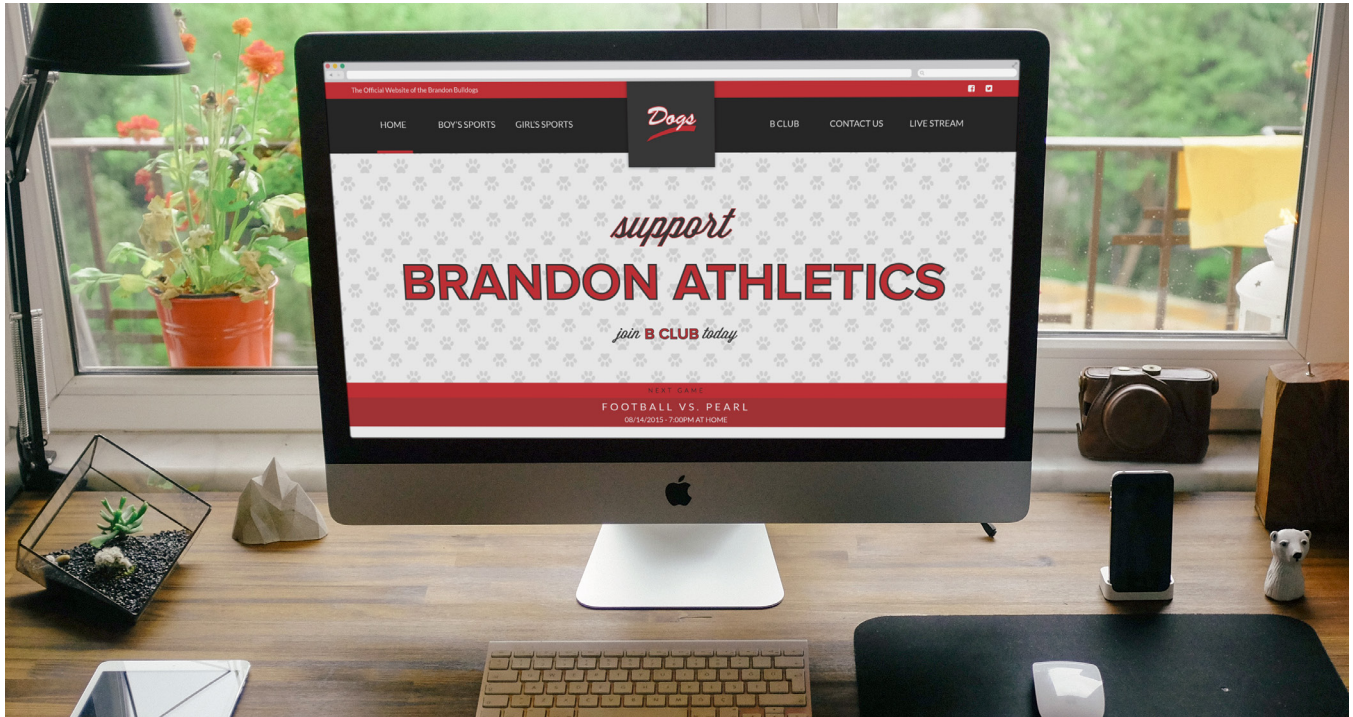 The Official Website of the Brandon Bulldogs
HOME BOY'S SPORTS GIRL'S SPORTS Dogs B CLUB CONTACT US LIVE STREAM
support
BRANDON ATHLETICS
join B CLUB today
NEXT GAME
FOOTBALL VS. PEARL
08/14/2015 - 7:00PM AT HOME